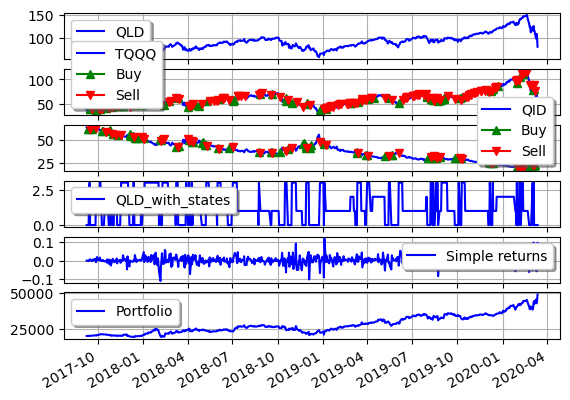 150
QLD
100
TQQQ
Buy
100
Sell
50
QID
Buy
50
Sell
25
2.5
QLD_with_states
0.0
0.1
Simple returns
0.0
−0.1
50000
Portfolio
25000
2017-10
2018-01
2018-04
2018-07
2018-10
2019-01
2019-04
2019-07
2019-10
2020-01
2020-04